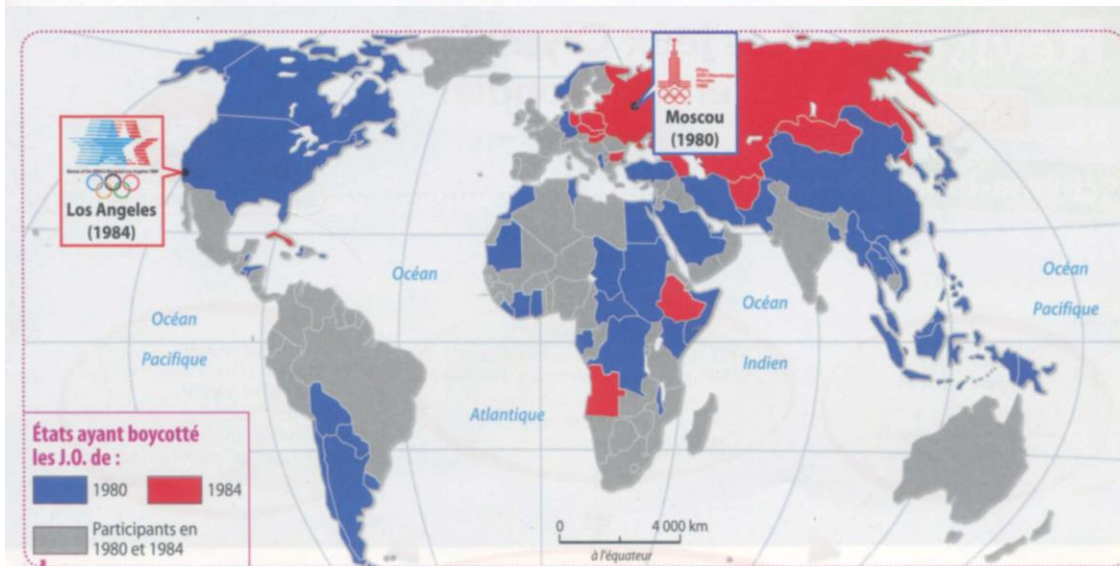 Moscou
(1980)
Los Angeles
(1984)
Océan
Pacifique
Océan
Atlantique
Océan
Indien
Océan
Pacifique
États ayant boycotté
les J.O. de :
1980
1984
Participants en
1980 et 1984
0 4 000 km
à l'équateur